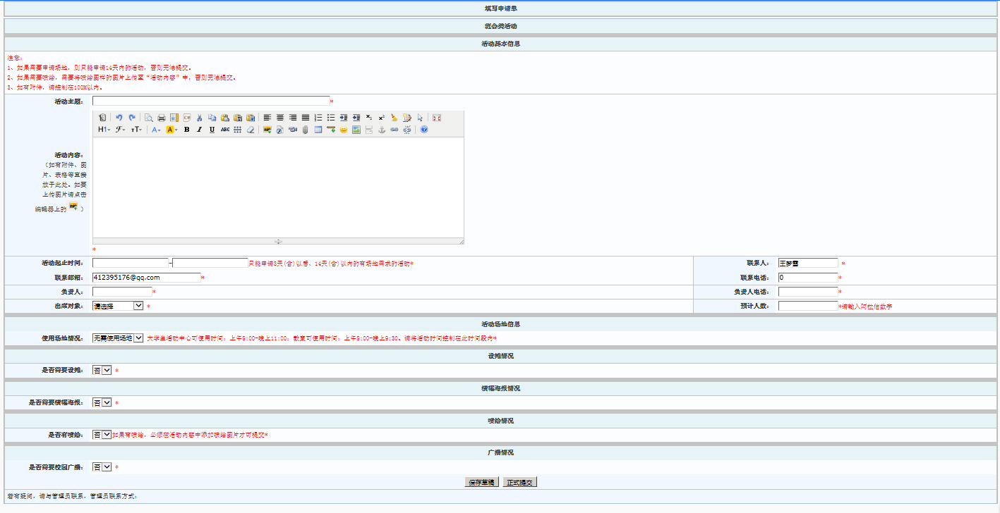 填写申请单
班会类活动
活动基本信息
注意：
1、如果需要申请场地，则只能申请14天内的活动，否则无法提交。
2、如果需要喷绘，需要将喷绘图样的图片上传至“活动内容”中，否则无法提交。
3、如有附件，请控制在100M以内。
活动主题： *
H1 F TT A A B I U ABC
活动内容：
（如有附件、图
片、表格等直接
放于此处。如要
上传图片请点击
编辑器上的 ）
*
活动起止时间： - 只能申请3天(含)以后、14天(含)以内的有场地需求的活动* 联系人： 王梦雪 *
联系邮箱： 412395176@qq.com * 联系电话： 0 *
负责人： * 负责人电话： *
出席对象： 请选择 * 预计人数： *请输入阿拉伯数字
活动场地信息
使用场地情况： 无需使用场地 大学生活动中心可使用时间：上午8:00-晚上11:00；教室可使用时间：上午8:00-晚上9:30。请将活动时间控制在此时间段内*
设摊情况
是否需要设摊： 否 *
横幅海报情况
是否需要横幅海报： 否 *
喷绘情况
是否有喷绘： 否 如果有喷绘，必须在活动内容中添加喷绘图片才可提交*
广播情况
是否需要校园广播： 否 *
保存草稿 正式提交
若有疑问，请与管理员联系，管理员联系方式：